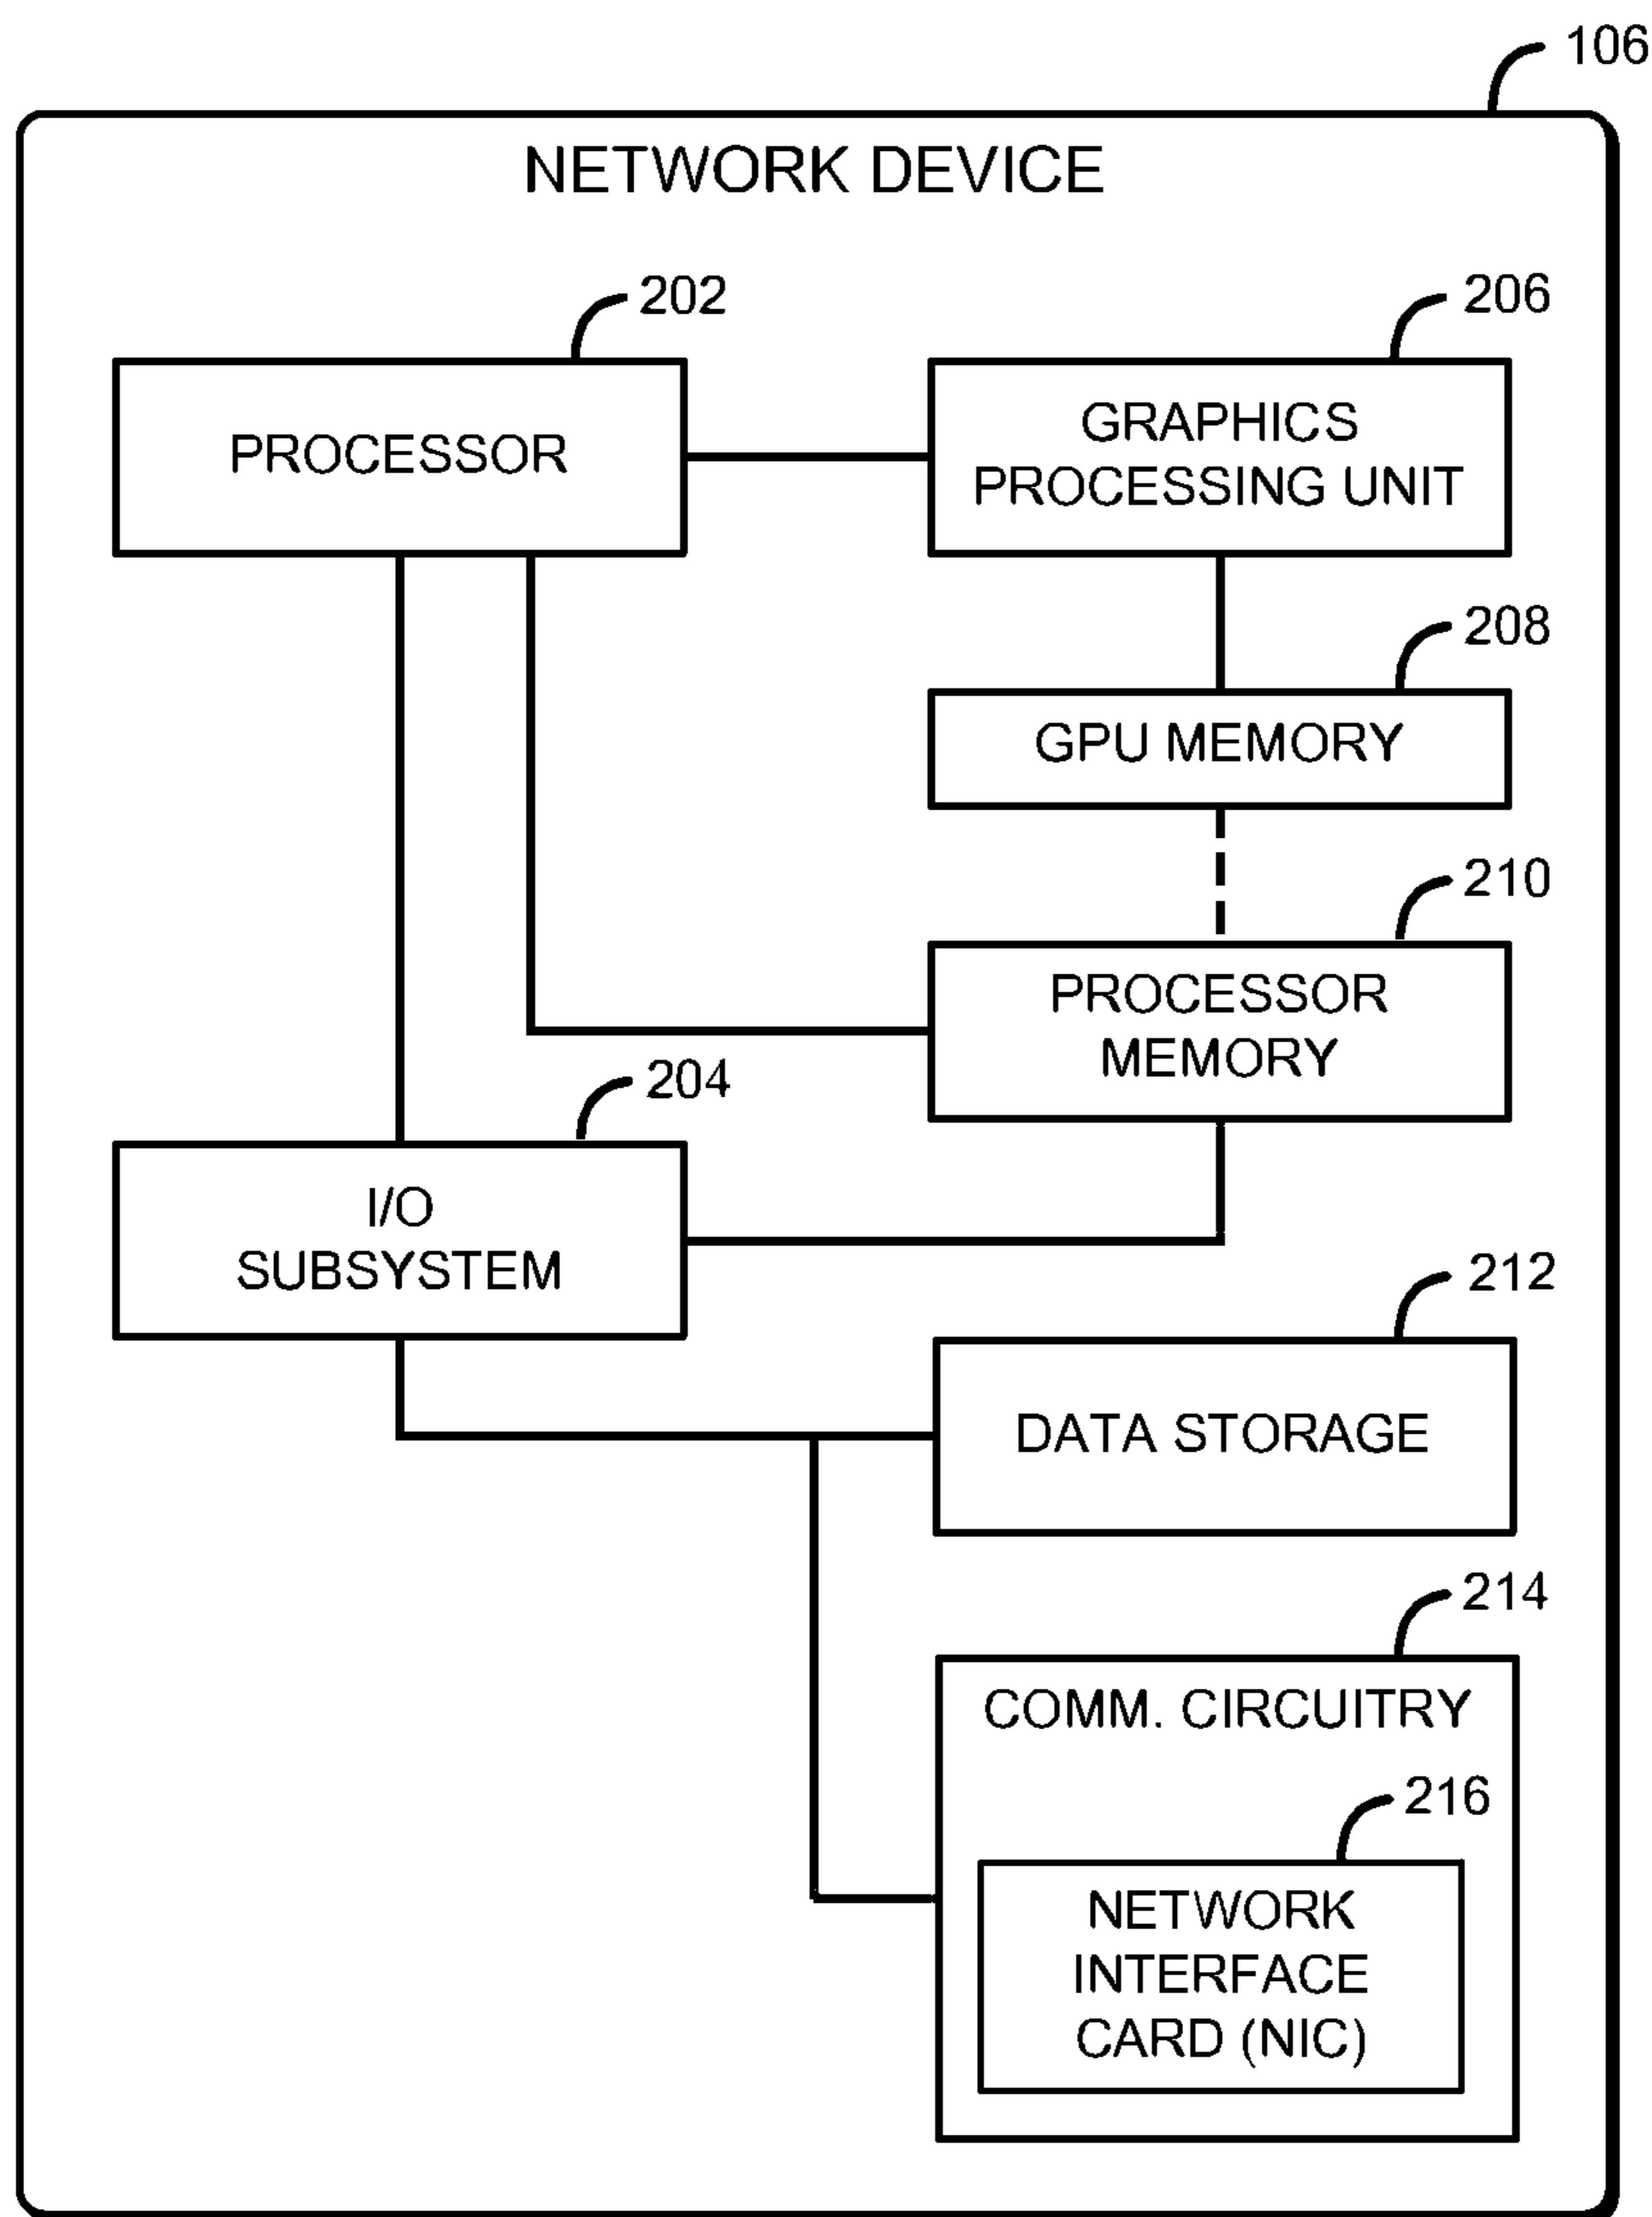 106
NETWORK DEVICE
202
206
PROCESSOR
GRAPHICS
PROCESSING UNIT
208
GPU MEMORY
210
PROCESSOR
MEMORY
204
I/O
SUBSYSTEM
212
DATA STORAGE
214
COMM. CIRCUITRY
216
NETWORK
INTERFACE
CARD (NIC)